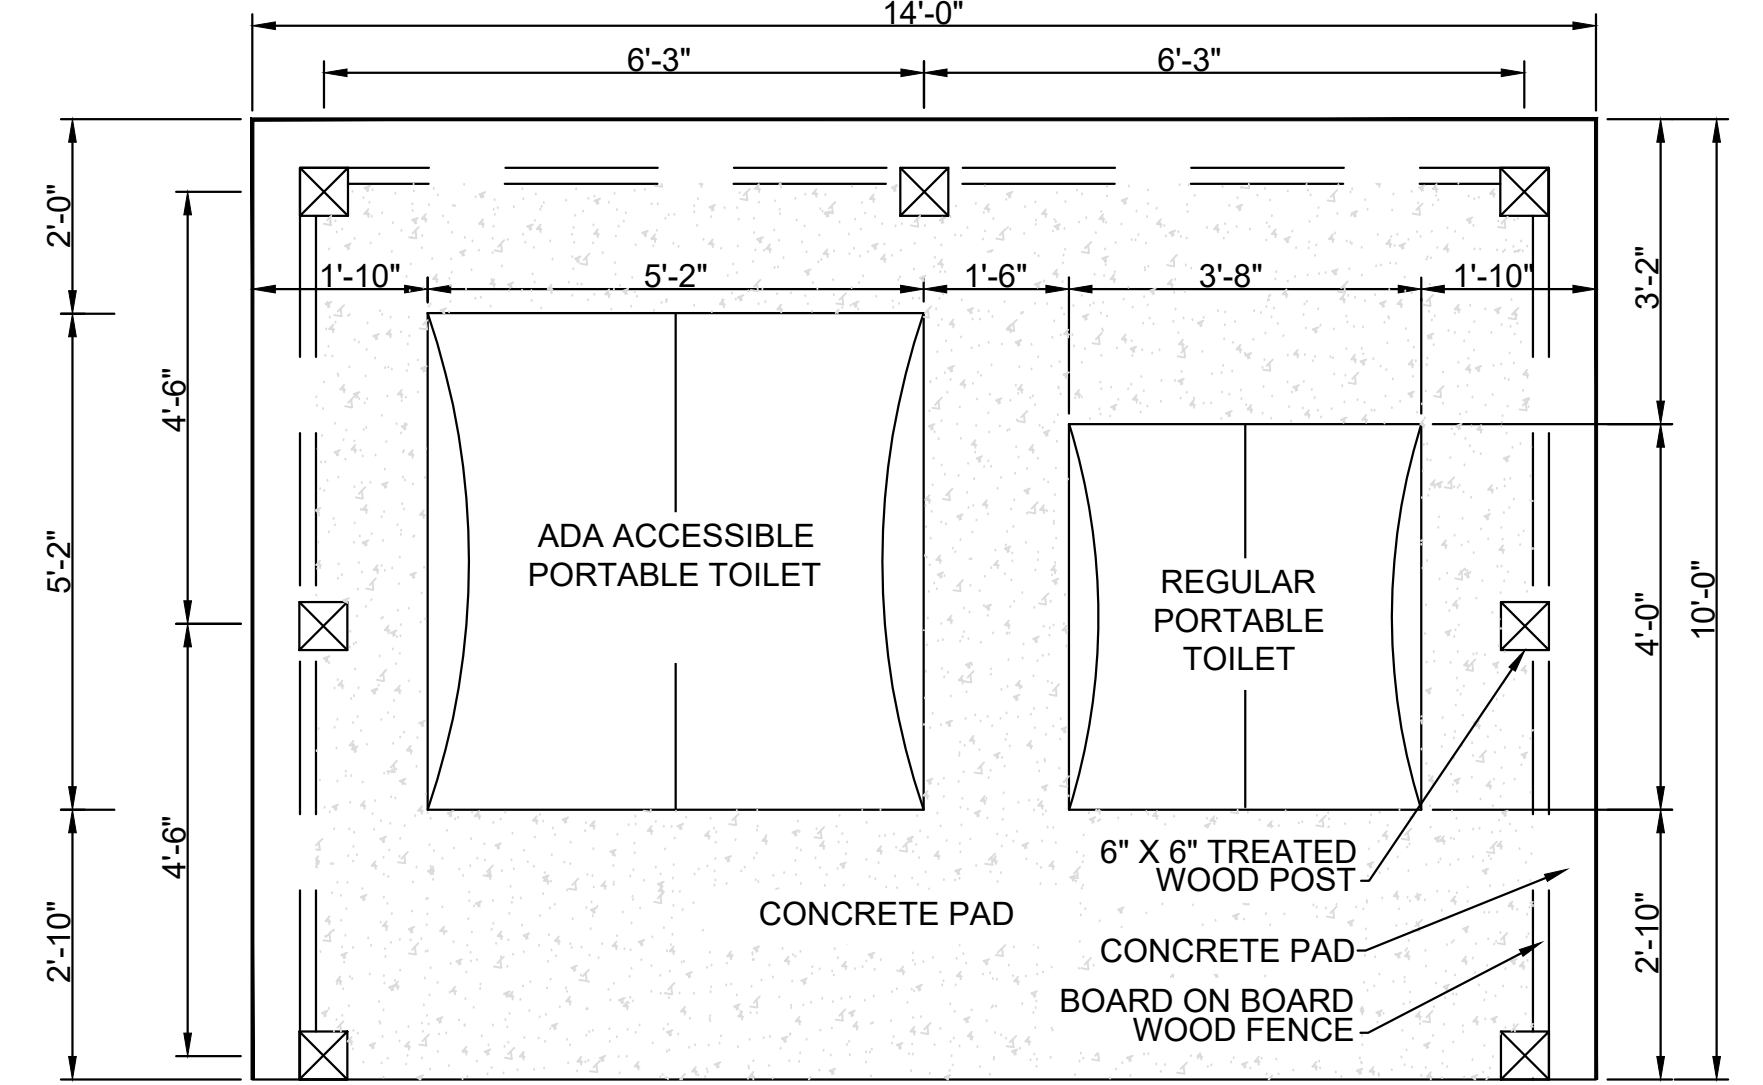 14'-0"
6'-3" 6'-3"
2'-0"
1'-10" 5'-2" 1'-6" 3'-8" 1'-10"
3'-2"
4'-6"
5'-2"
ADA ACCESSIBLE
PORTABLE TOILET
REGULAR
PORTABLE
TOILET
4'-0"
10'-0"
4'-6"
6" X 6" TREATED
WOOD POST
CONCRETE PAD
2'-10"
CONCRETE PAD
2'-10"
BOARD ON BOARD
WOOD FENCE